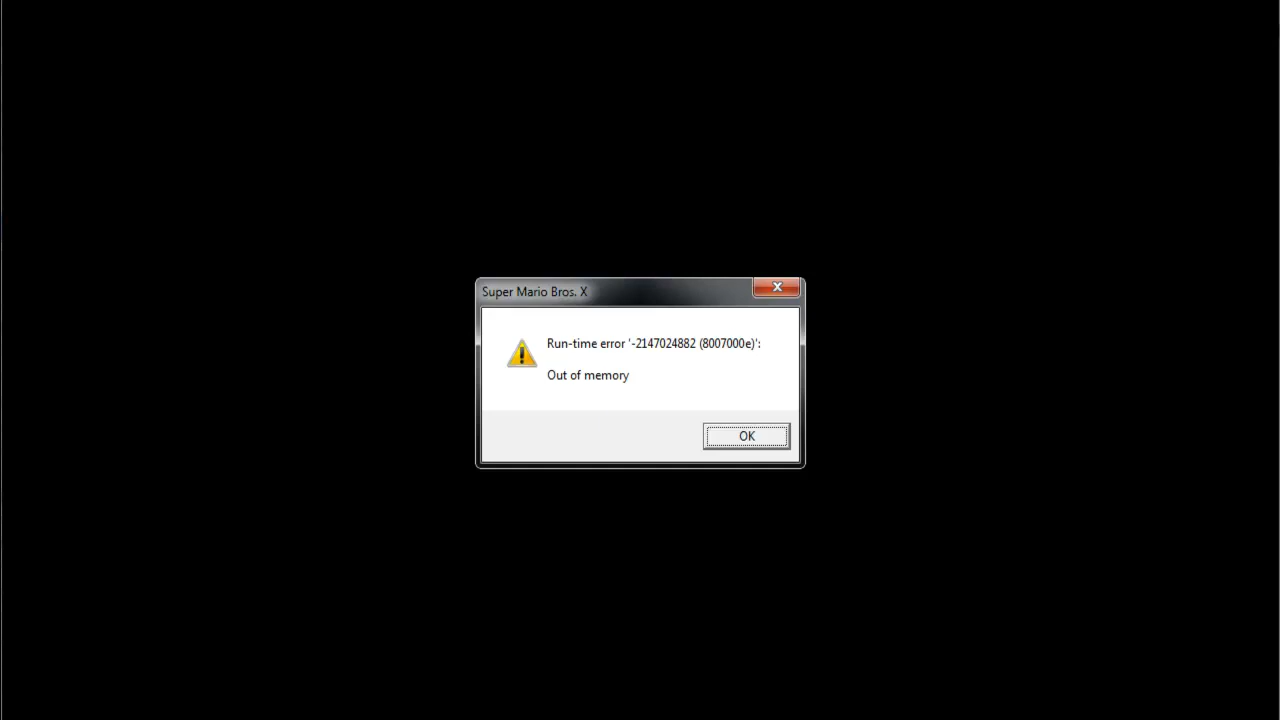 Super Mario Bros. X
X
Run-time error '-2147024882 (8007000e)':
Out of memory
OK